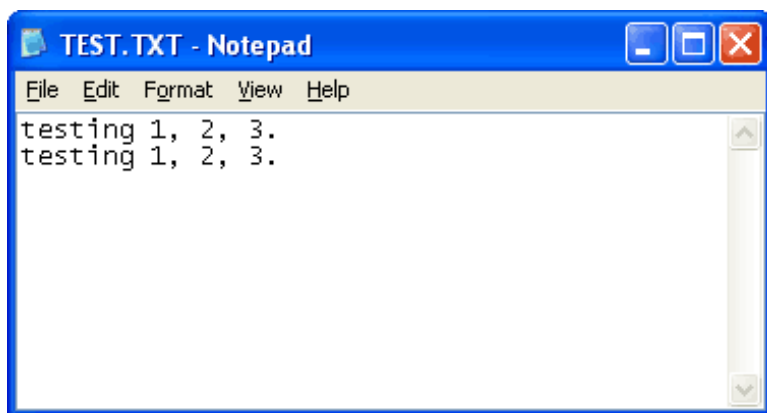 TEST.TXT - Notepad
File Edit Format View Help
testing 1, 2, 3.
testing 1, 2, 3.